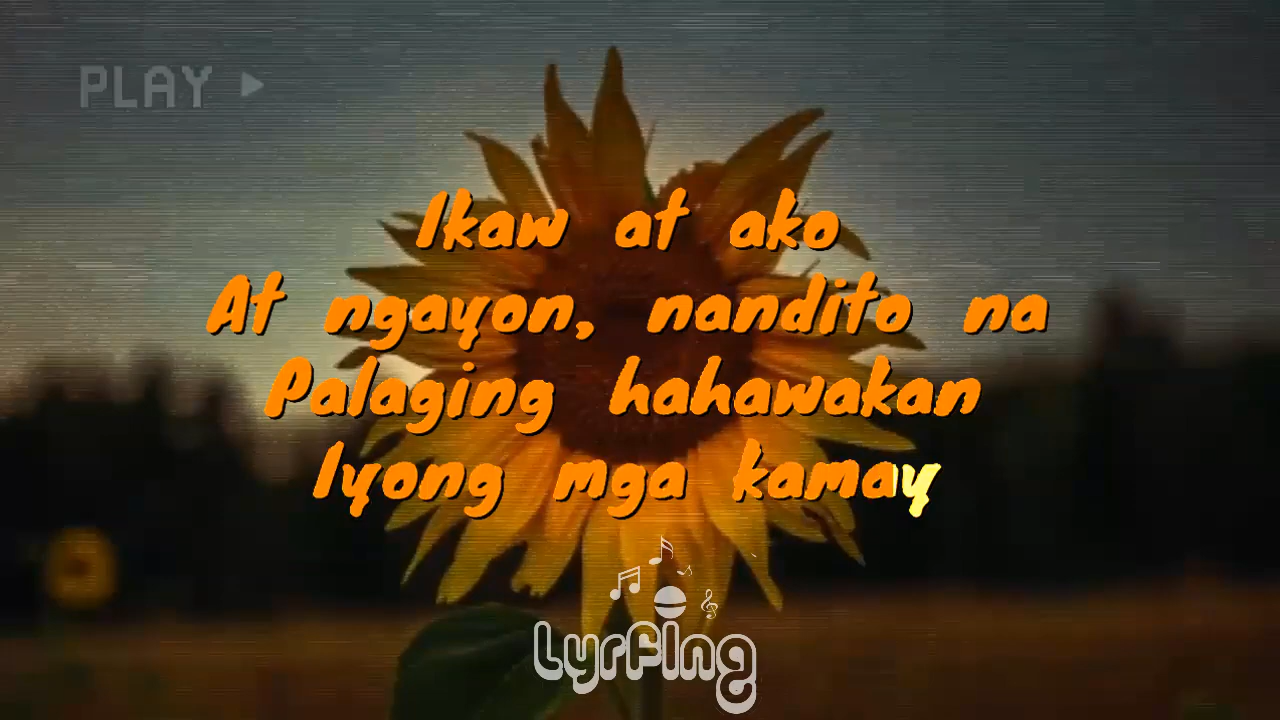 PLAY
Ikaw at ako
At ngayon, nandito na
Palaging hahawakan
Iyong mga kamay
LyrFing